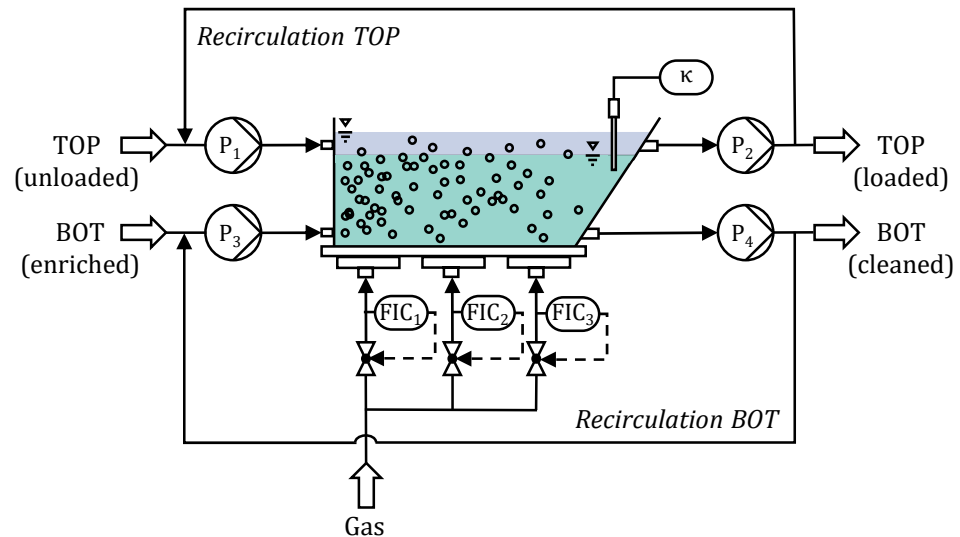 Recirculation TOP
κ
TOP
(unloaded)
P1
P2
TOP
(loaded)
BOT
(enriched)
P3
P4
BOT
(cleaned)
FIC1
FIC2
FIC3
Recirculation BOT
Gas